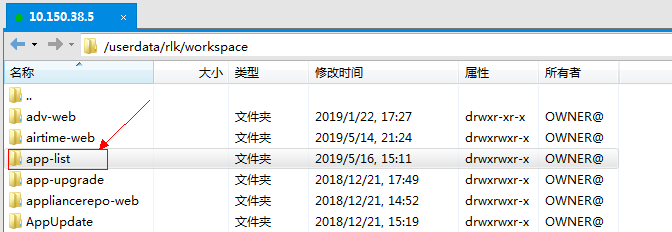 10.150.38.5
/userdata/rlk/workspace
名称 大小 类型 修改时间 属性 所有者
..
adv-web 文件夹 2019/1/22, 17:27 drwxr-xr-x OWNER@
airtime-web 文件夹 2019/5/14, 21:24 drwxrwxr-x OWNER@
app-list 文件夹 2019/5/16, 15:11 drwxrwxr-x OWNER@
app-upgrade 文件夹 2018/12/21, 17:49 drwxrwxr-x OWNER@
appliancerepo-web 文件夹 2018/12/21, 14:52 drwxrwxr-x OWNER@
AppUpdate 文件夹 2018/12/21, 15:19 drwxrwxr-x OWNER@